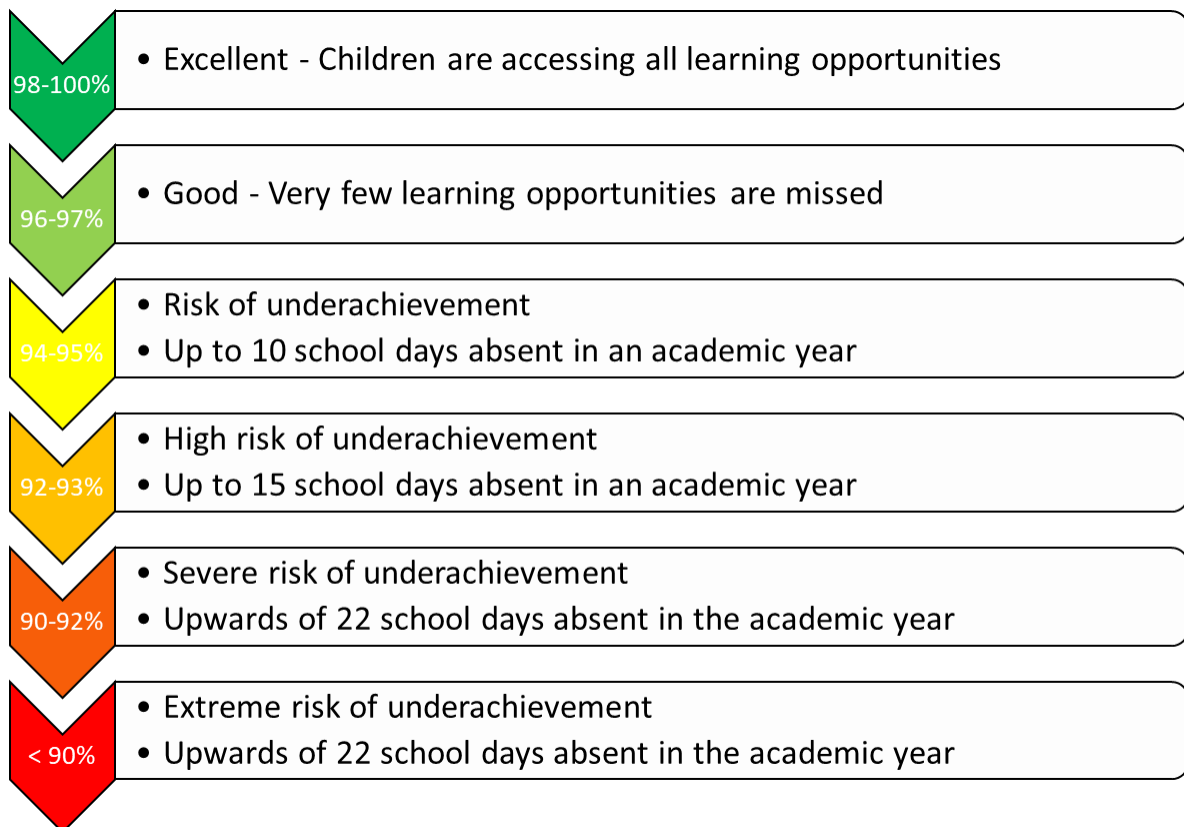 98-100%
• Excellent - Children are accessing all learning opportunities
96-97%
• Good - Very few learning opportunities are missed
94-95%
• Risk of underachievement
• Up to 10 school days absent in an academic year
92-93%
• High risk of underachievement
• Up to 15 school days absent in an academic year
90-92%
• Severe risk of underachievement
• Upwards of 22 school days absent in the academic year
< 90%
• Extreme risk of underachievement
• Upwards of 22 school days absent in the academic year